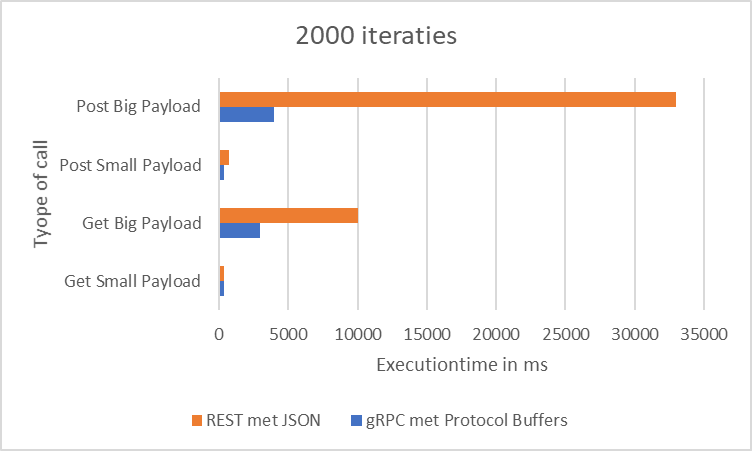 2000 iteraties
Tyope of call
Post Big Payload
Post Small Payload
Get Big Payload
Get Small Payload
0 5000 10000 15000 20000 25000 30000 35000
Executiontime in ms
REST met JSON gRPC met Protocol Buffers